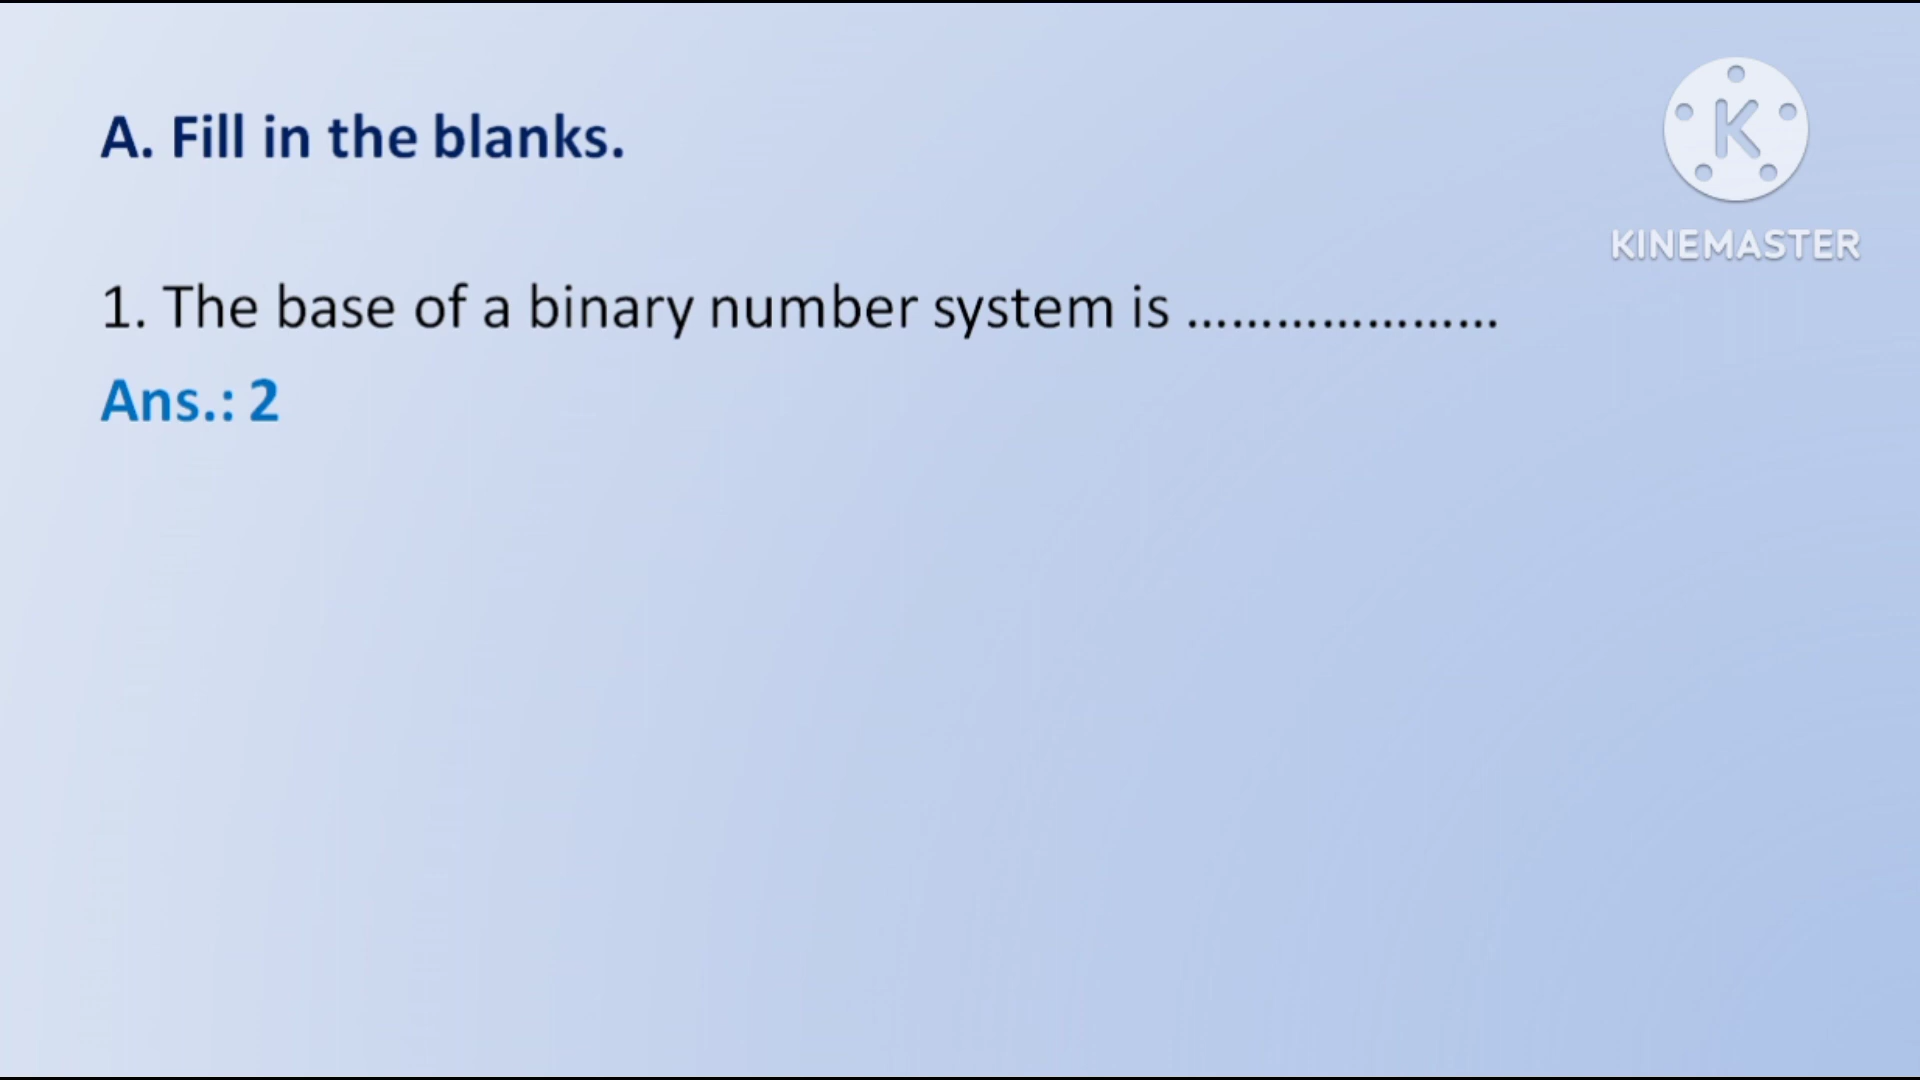 A. Fill in the blanks.
K
KINEMASTER
1. The base of a binary number system is .....................
Ans.: 2